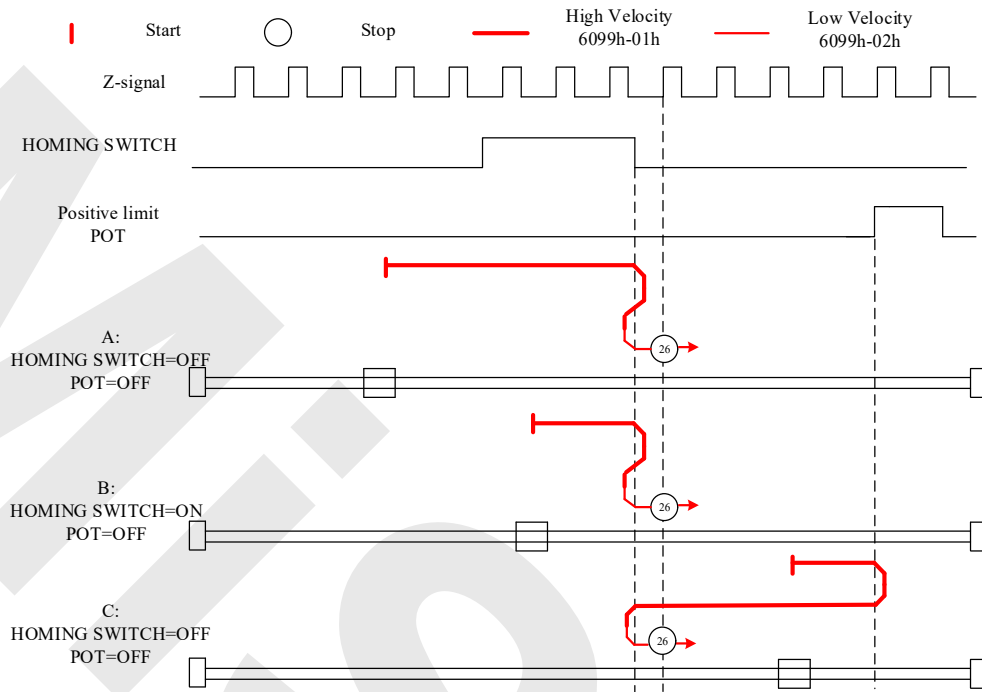 Start
Stop
High Velocity
6099h-01h
Low Velocity
6099h-02h
Z-signal
HOMING SWITCH
Positive limit
POT
26
A:
HOMING SWITCH=OFF
POT=OFF
26
B:
HOMING SWITCH=ON
POT=OFF
26
C:
HOMING SWITCH=OFF
POT=OFF